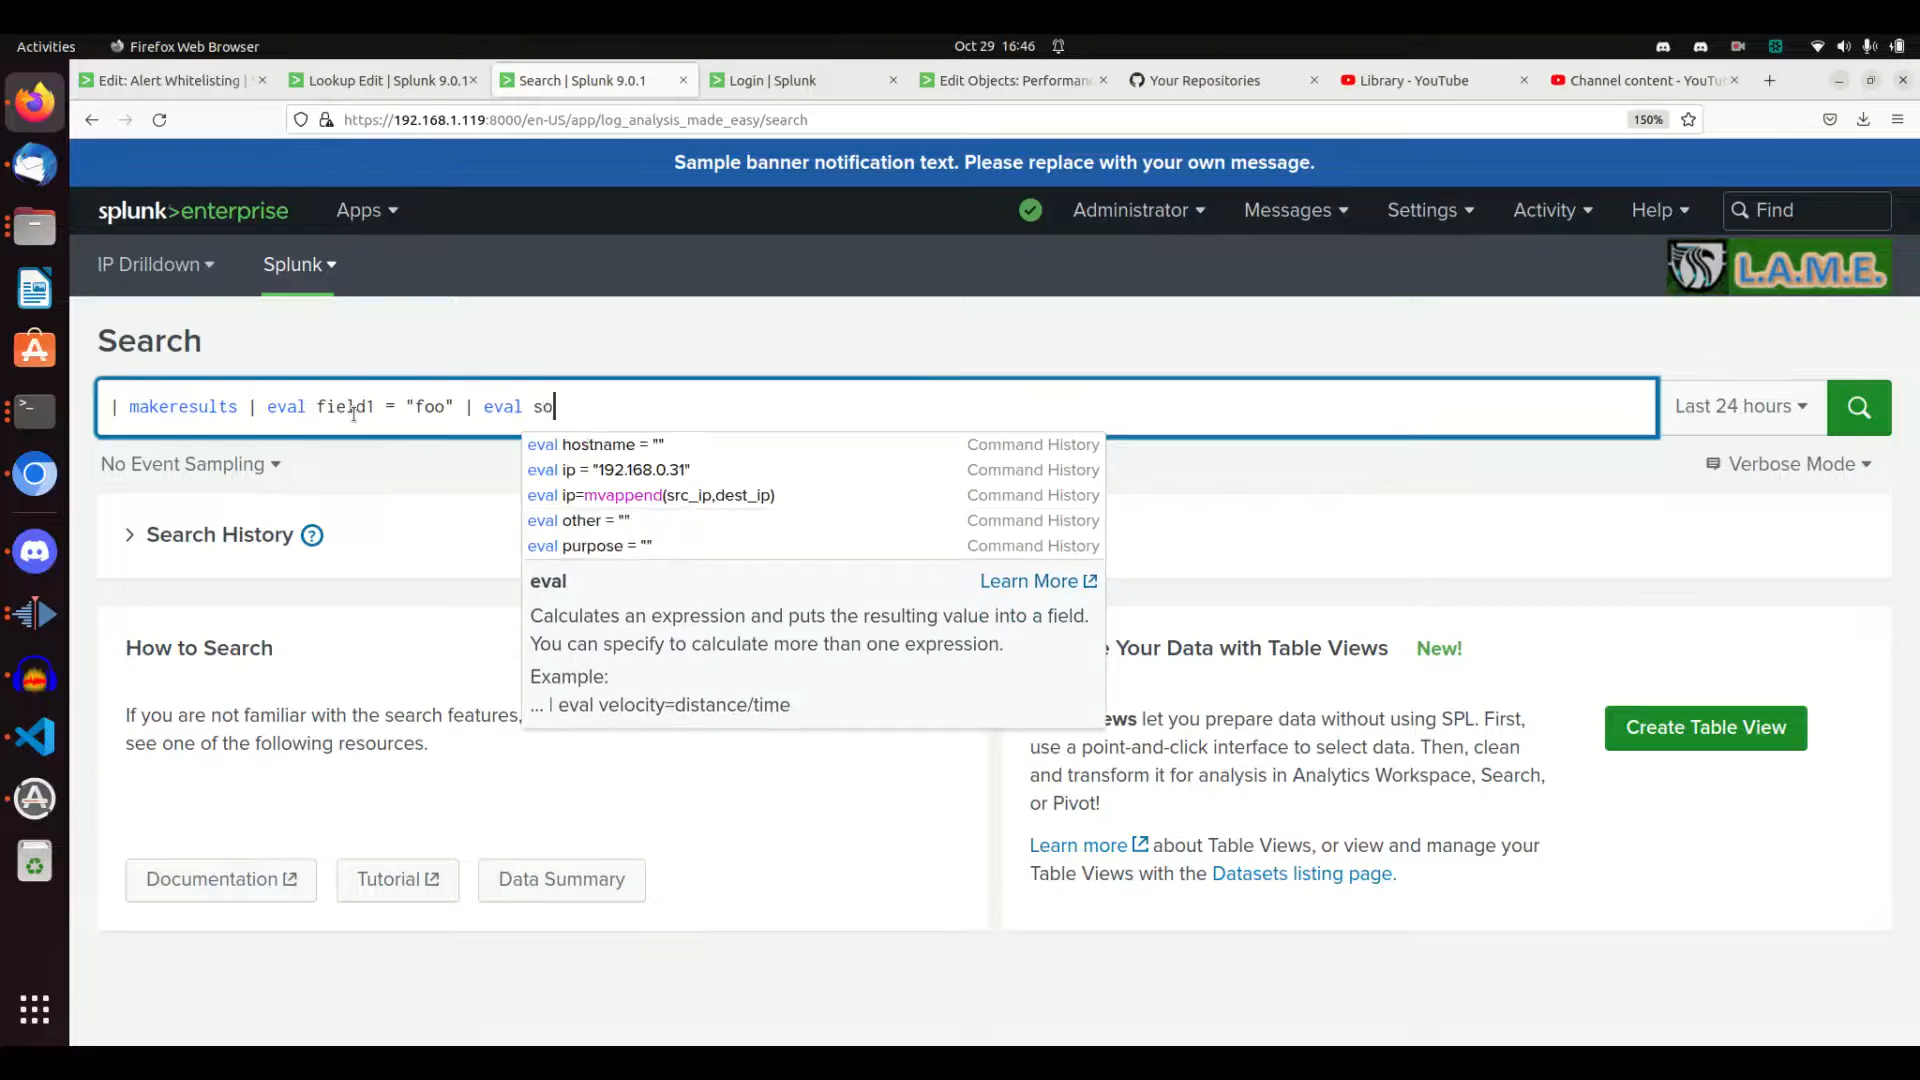 Activities
Firefox Web Browser
Oct 29 16:46
Edit: Alert Whitelisting |
Lookup Edit | Splunk 9.0.1
Search | Splunk 9.0.1
Login | Splunk
Edit Objects: Performan
Your Repositories
Library - YouTube
Channel content - YouTub
https://192.168.1.119:8000/en-US/app/log_analysis_made_easy/search
150%
Sample banner notification text. Please replace with your own message.
splunk>enterprise
Apps
Administrator
Messages
Settings
Activity
Help
Find
IP Drilldown
Splunk
L.A.M.E.
Search
| makeresults | eval field1 = "foo" | eval so
Last 24 hours
eval hostname = "" Command History
No Event Sampling
Verbose Mode
eval ip = "192.168.0.31" Command History
eval ip=mvappend(src_ip,dest_ip) Command History
eval other = "" Command History
eval purpose = "" Command History
Search History ?
eval
Learn More
Calculates an expression and puts the resulting value into a field.
You can specify to calculate more than one expression.
Example:
... | eval velocity=distance/time
How to Search
If you are not familiar with the search features,
see one of the following resources.
Documentation
Tutorial
Data Summary
Your Data with Table Views New!
ews let you prepare data without using SPL. First,
use a point-and-click interface to select data. Then, clean
and transform it for analysis in Analytics Workspace, Search,
or Pivot!
Learn more about Table Views, or view and manage your
Table Views with the Datasets listing page.
Create Table View